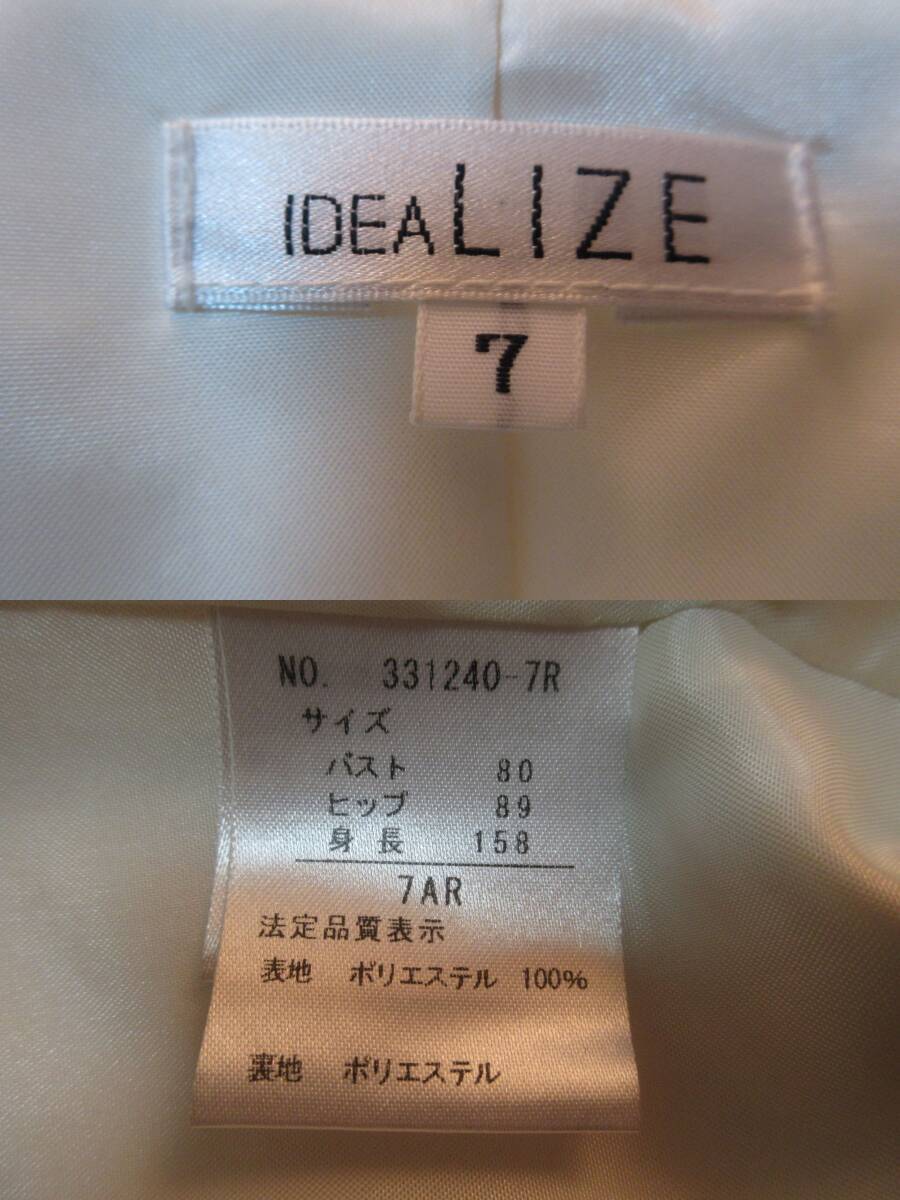 IDEALIZE
7
NO. 331240-7R
サイズ
バスト 80
ヒップ 89
身長 158
7AR
法定品質表示
表地 ポリエステル 100%
裏地 ポリエステル